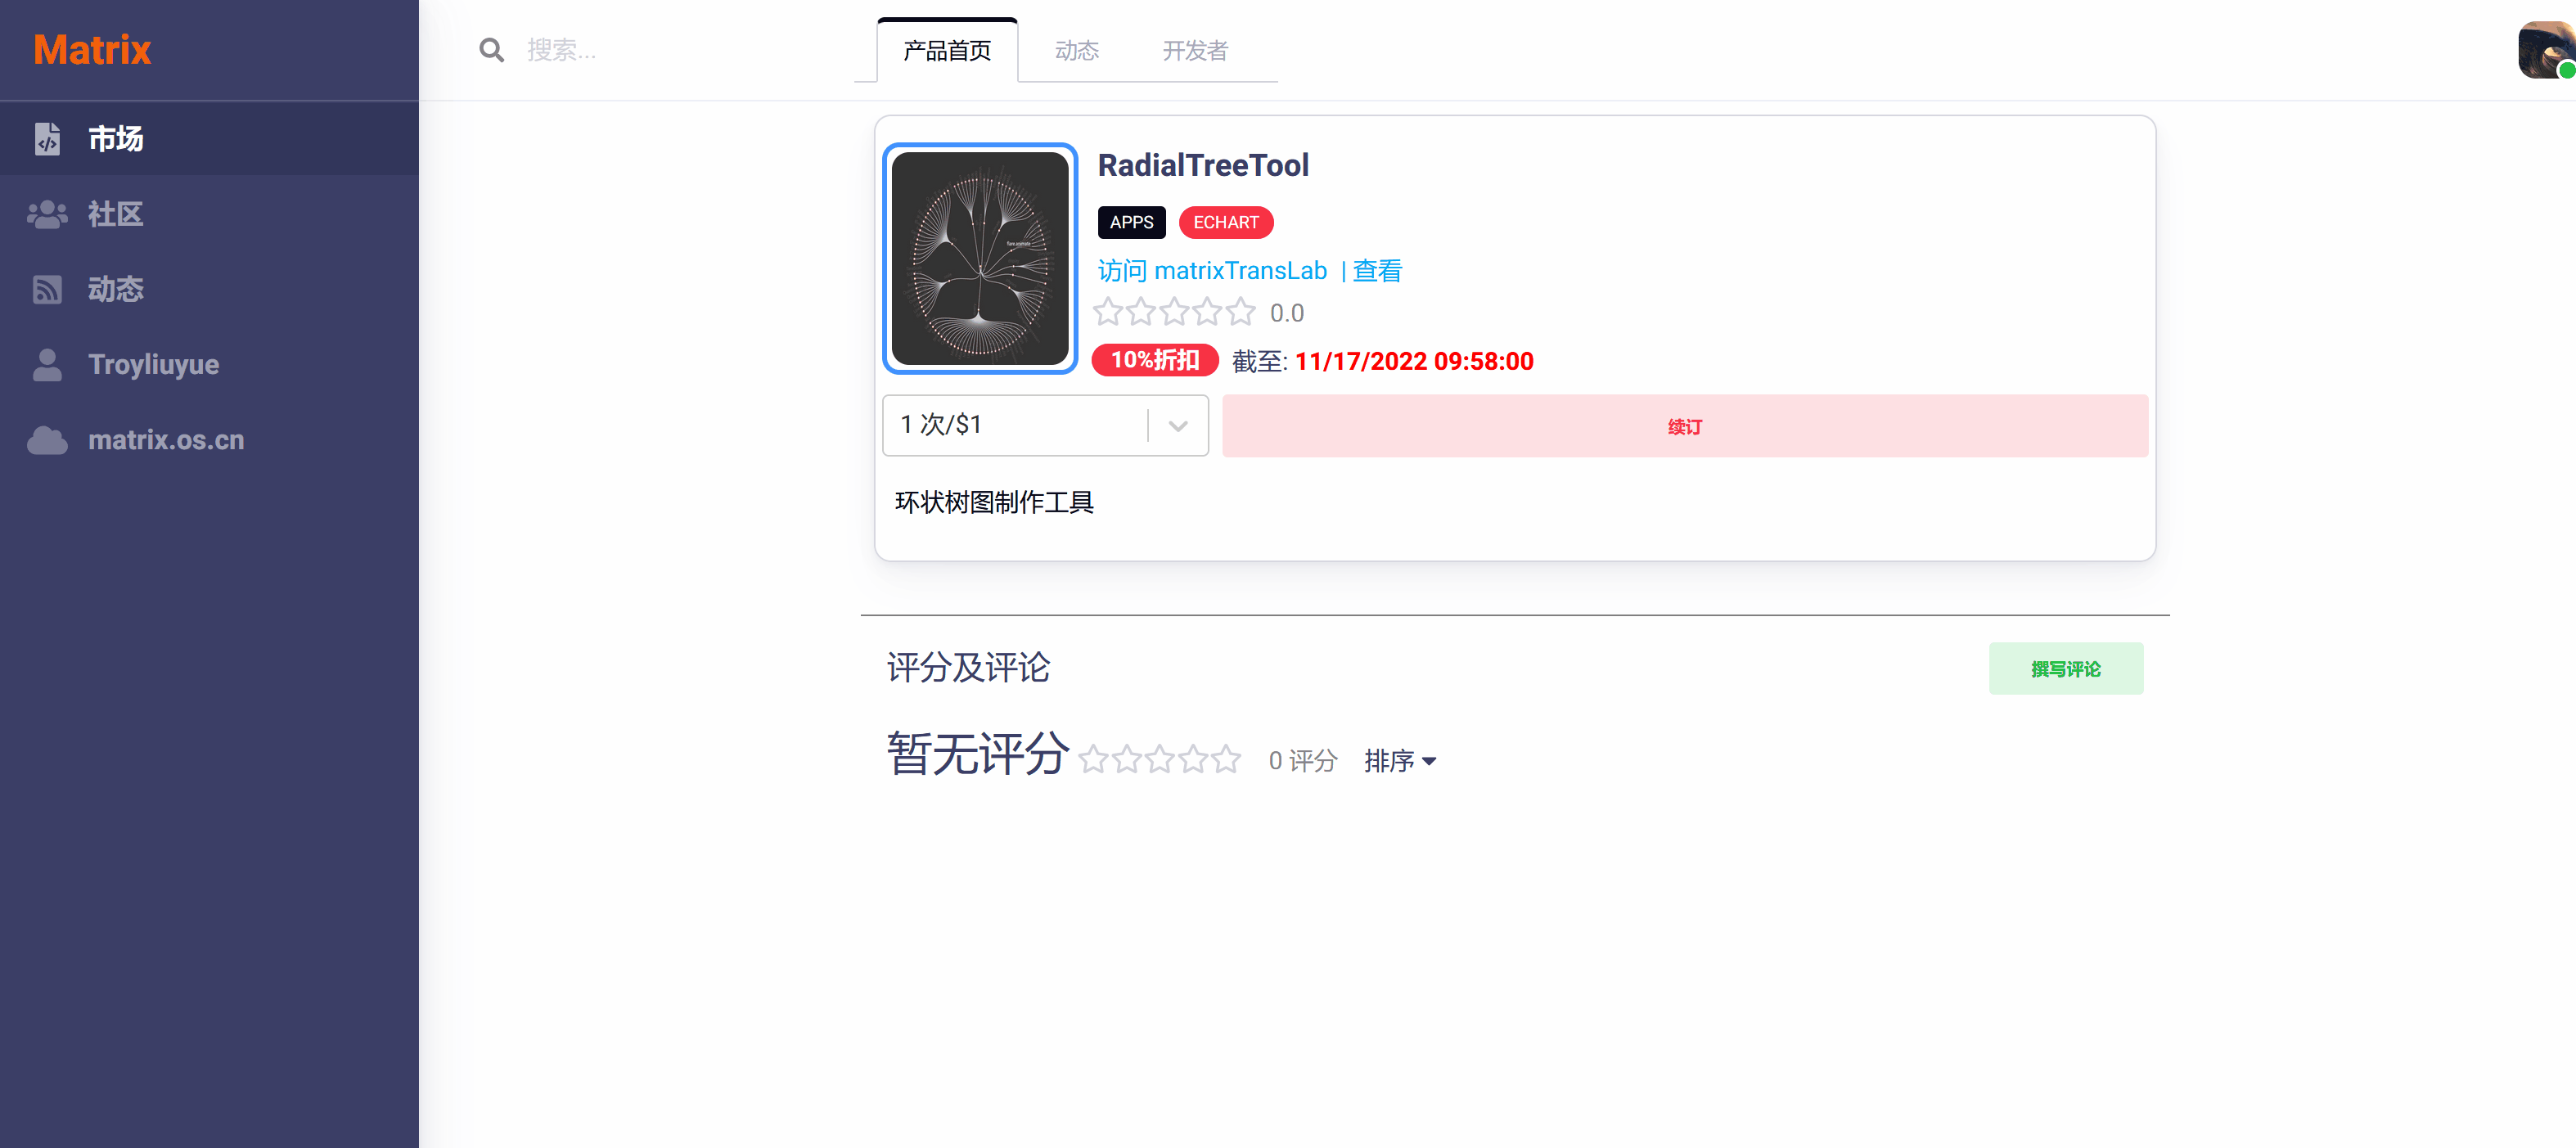 Matrix
搜索...
产品首页 动态 开发者
市场
社区
动态
Troyliuyue
matrix.os.cn
RadialTreeTool
APPS ECHART
访问 matrixTransLab | 查看
0.0
10%折扣 截至: 11/17/2022 09:58:00
1 次/$1 续订
环状树图制作工具
评分及评论 撰写评论
暂无评分 0 评分 排序